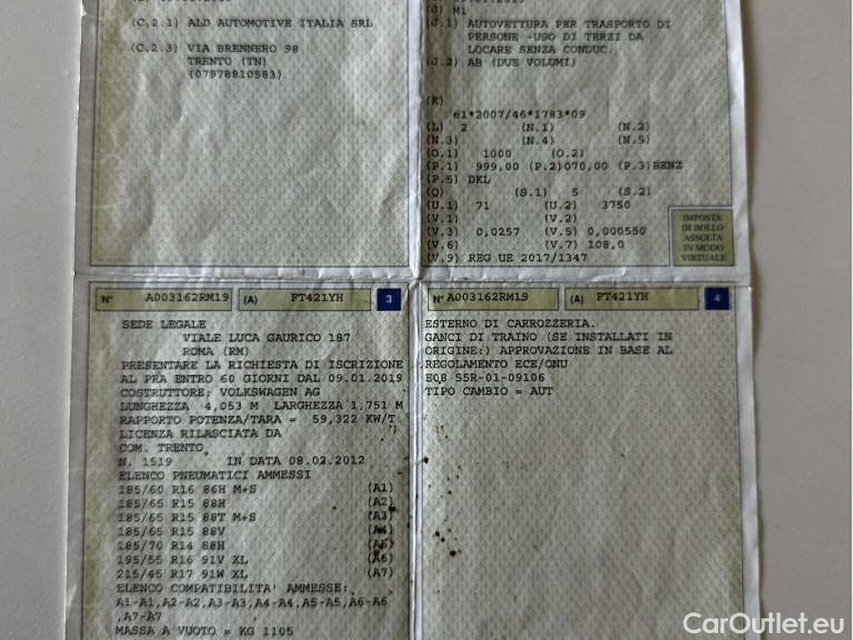 (C.2.1) ALD AUTOMOTIVE ITALIA SRL
(C.2.3) VIA BRENNERO 98
TRENTO (TN)
(07978810583)
(J) M1
(J.1) AUTOVETTURA PER TRASPORTO DI
PERSONE -USO DI TERZI DA
LOCARE SENZA CONDUC.
(J.2) AB (DUE VOLUMI)
(K)
61*2007/46*1783*09
(L) 2 (N.1) (N.2)
(N.3) (N.4) (N.5)
(O.1) 1000 (O.2)
(P.1) 999,00 (P.2)070,00 (P.3)BENZ
(P.5) DKL
(Q) (S.1) 5 (S.2)
(U.1) 71 (U.2) 3750
(V.1) (V.2)
(V.3) 0,0257 (V.5) 0,000550
(V.6) (V.7) 108,0
(V.9) REG UE 2017/1347
IMPOSTA
DI BOLLO
ASSOLTA
IN MODO
VIRTUALE
N° A003162RM19 (A) FT421YH 3
SEDE LEGALE
VIALE LUCA GAURICO 187
ROMA (RM)
PRESENTARE LA RICHIESTA DI ISCRIZIONE
AL PRA ENTRO 60 GIORNI DAL 09.01.2019
COSTRUTTORE: VOLKSWAGEN AG
LUNGHEZZA 4,053 M LARGHEZZA 1,751 M
RAPPORTO POTENZA/TARA = 59,322 KW/T
LICENZA RILASCIATA DA
COM. TRENTO
N. 1519 IN DATA 08.02.2012
ELENCO PNEUMATICI AMMESSI
185/60 R16 86H M+S (A1)
185/65 R15 88H (A2)
185/65 R15 88T M+S (A3)
185/65 R15 88V (A4)
185/70 R14 88H (A5)
195/55 R16 91V XL (A6)
215/45 R17 91W XL (A7)
ELENCO COMPATIBILITA' AMMESSE:
A1-A1,A2-A2,A3-A3,A4-A4,A5-A5,A6-A6
,A7-A7
MASSA A VUOTO = KG 1105
N° A003162RM19 (A) FT421YH 4
ESTERNO DI CARROZZERIA.
GANCI DI TRAINO (SE INSTALLATI IN
ORIGINE:) APPROVAZIONE IN BASE AL
REGOLAMENTO ECE/ONU
EQ8 55R-01-09106
TIPO CAMBIO = AUT
CarOutlet.eu